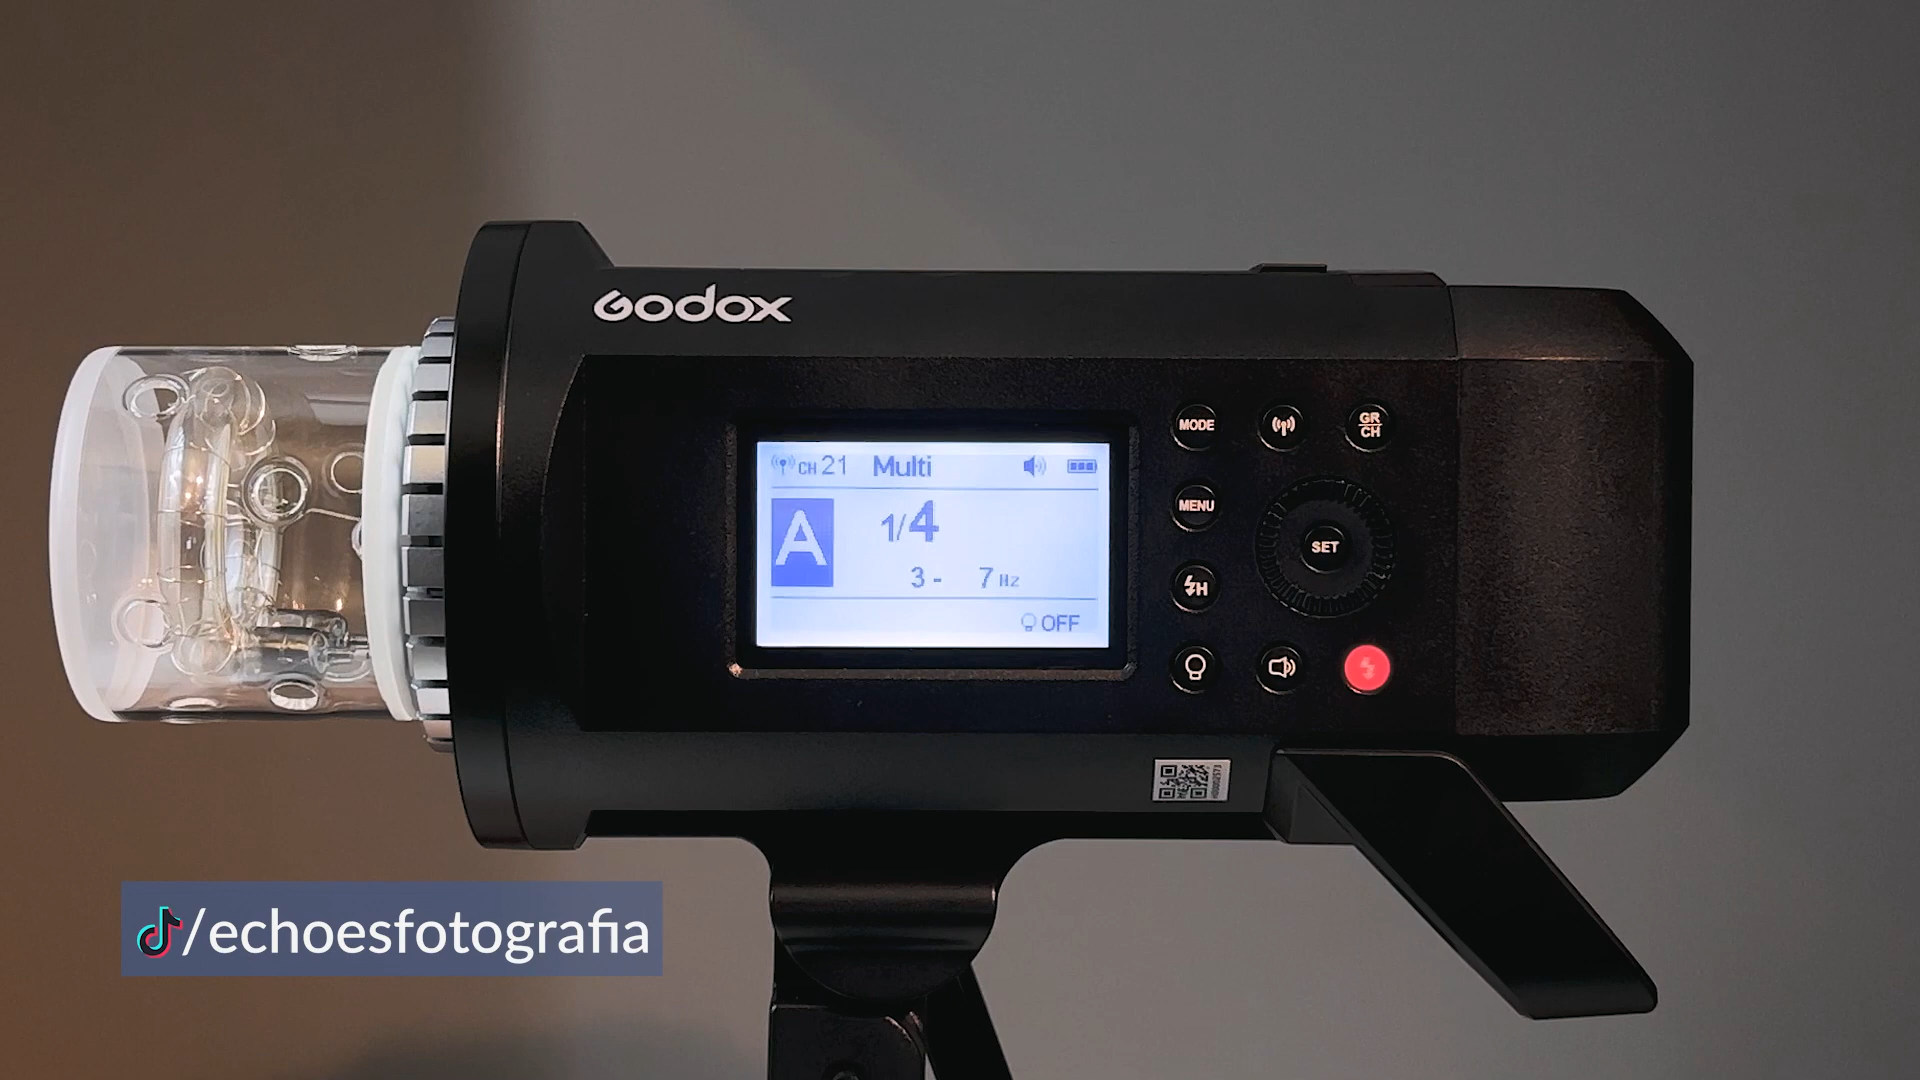 Godox
CH 21 Multi
A
1/4
3 - 7 Hz
OFF
MODE
GR
CH
MENU
SET
H
/echoesfotografia